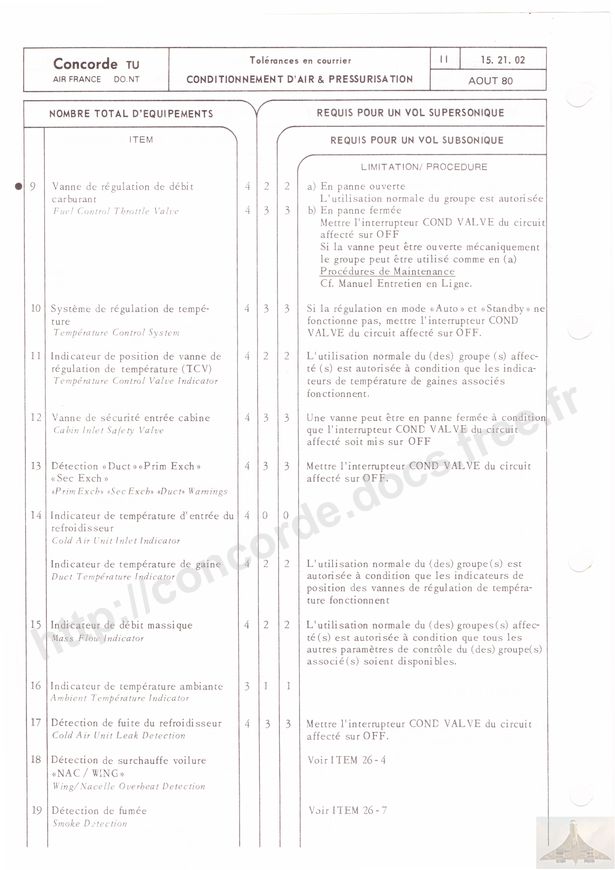 Concorde TU
AIR FRANCE DO.NT
Tolérances en courrier
CONDITIONNEMENT D'AIR & PRESSURISATION
11
15. 21. 02
AOUT 80
NOMBRE TOTAL D'EQUIPEMENTS
REQUIS POUR UN VOL SUPERSONIQUE
REQUIS POUR UN VOL SUBSONIQUE
ITEM
LIMITATION/ PROCEDURE
● 9 Vanne de régulation de débit 4 2 2 a) En panne ouverte
carburant L'utilisation normale du groupe est autorisée
Fuel Control Throttle Valve 4 3 3 b) En panne fermée
Mettre l'interrupteur COND VALVE du circuit
affecté sur OFF
Si la vanne peut être ouverte mécaniquement
le groupe peut être utilisé comme en (a)
Procédures de Maintenance
Cf. Manuel Entretien en Ligne.
10 Système de régulation de tempé- 4 3 3 Si la régulation en mode «Auto» et «Standby» ne
ture fonctionne pas, mettre l'interrupteur COND
Température Control System VALVE du circuit affecté sur OFF.
11 Indicateur de position de vanne de 4 2 2 L'utilisation normale du (des) groupe (s) affec-
régulation de température (TCV) té (s) est autorisée à condition que les indica-
Température Control Valve Indicator teurs de température de gaines associés
fonctionnent.
12 Vanne de sécurité entrée cabine 4 3 3 Une vanne peut être en panne fermée à condition
Cabin Inlet Safety Valve que l'interrupteur COND VALVE du circuit
affecté soit mis sur OFF
13 Détection «Duct» «Prim Exch» 4 3 3 Mettre l'interrupteur COND VALVE du circuit
«Sec Exch» affecté sur OFF.
«Prim Exch» «Sec Exch» «Duct» Warnings
14 Indicateur de température d'entrée du 4 0 0
refroidisseur
Cold Air Unit Inlet Indicator
Indicateur de température de gaine 4 2 2 L'utilisation normale du (des) groupe(s) est
Duct Température Indicator autorisée à condition que les indicateurs de
position des vannes de régulation de tempéra-
ture fonctionnent
15 Indicateur de débit massique 4 2 2 L'utilisation normale du (des) groupes(s) affec-
Mass Flow Indicator té(s) est autorisée à condition que tous les
autres paramètres de contrôle du (des) groupe(s)
associé(s) soient disponibles.
16 Indicateur de température ambiante 3 1 1
Ambient Température Indicator
17 Détection de fuite du refroidisseur 4 3 3 Mettre l'interrupteur COND VALVE du circuit
Cold Air Unit Leak Detection affecté sur OFF.
18 Détection de surchauffe voilure Voir ITEM 26 - 4
«NAC / WING»
Wing/Nacelle Overheat Detection
19 Détection de fumée Voir ITEM 26 - 7
Smoke Detection
http://concorde.docs.free.fr